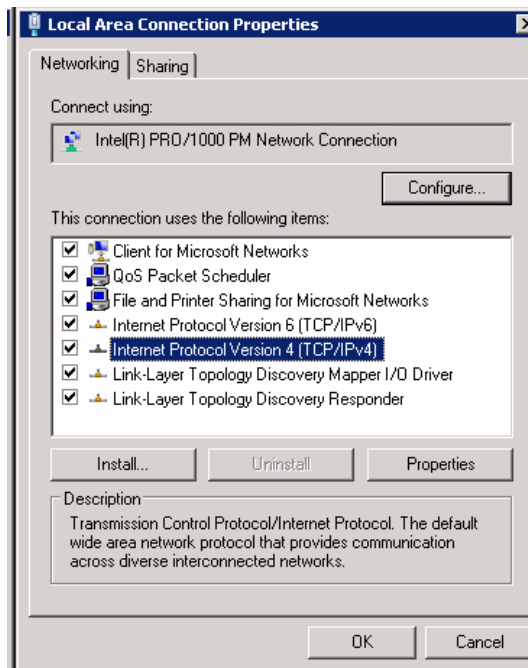 Local Area Connection Properties
Networking
Sharing
Connect using:
Intel(R) PRO/1000 PM Network Connection
Configure...
This connection uses the following items:
Client for Microsoft Networks
QoS Packet Scheduler
File and Printer Sharing for Microsoft Networks
Internet Protocol Version 6 (TCP/IPv6)
Internet Protocol Version 4 (TCP/IPv4)
Link-Layer Topology Discovery Mapper I/O Driver
Link-Layer Topology Discovery Responder
Install...
Uninstall
Properties
Description
Transmission Control Protocol/Internet Protocol. The default
wide area network protocol that provides communication
across diverse interconnected networks.
OK
Cancel